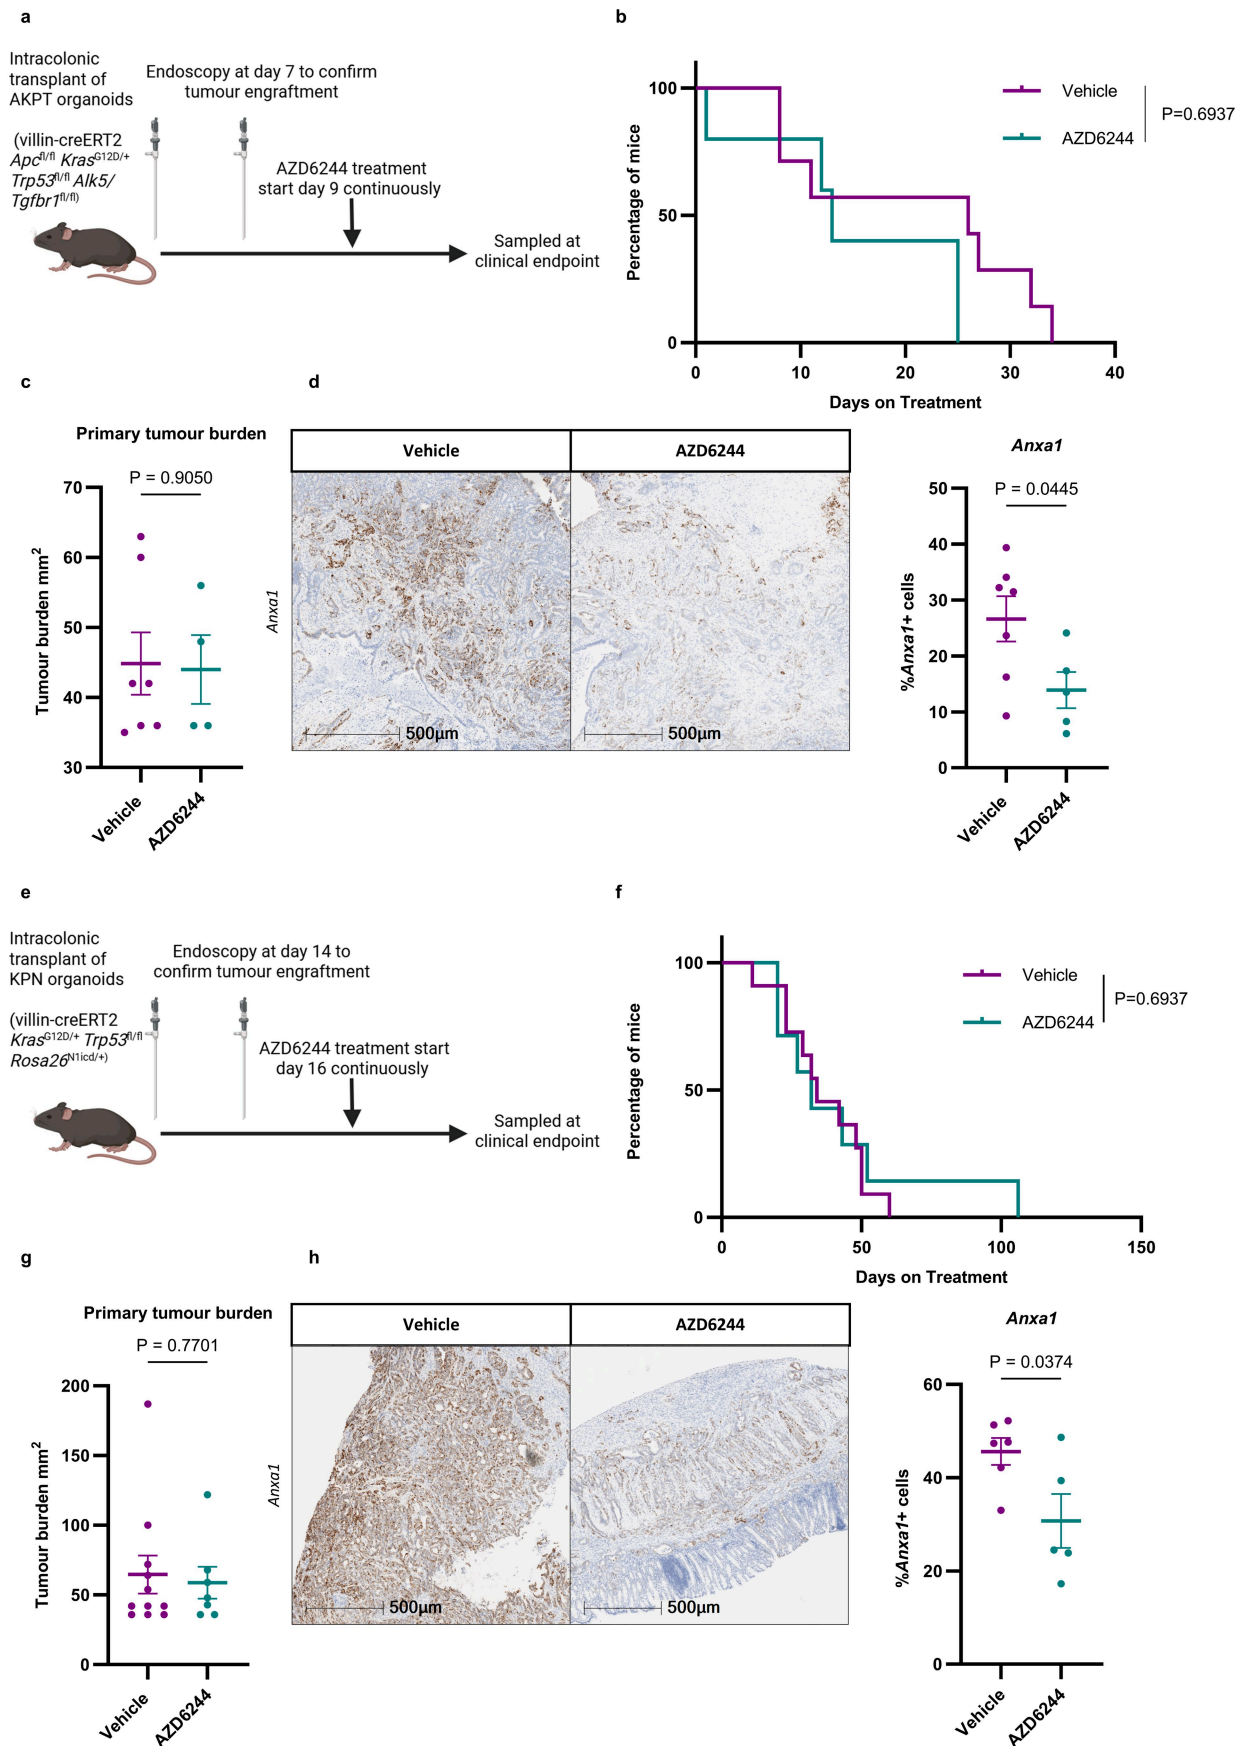 a
Intracolonic
transplant of
AKPT organoids
(villin-creERT2
Apcfl/fl KrasG12D/+
Trp53fl/fl Alk5/
Tgfbr1fl/fl)
Endoscopy at day 7 to confirm
tumour engraftment
AZD6244 treatment
start day 9 continuously
Sampled at
clinical endpoint
b
Percentage of mice
100
50
0
0 10 20 30 40
Days on Treatment
Vehicle
AZD6244
P=0.6937
c
Primary tumour burden
P = 0.9050
Tumour burden mm2
70
60
50
40
30
Vehicle
AZD6244
d
Vehicle AZD6244
Anxa1
500µm 500µm
Anxa1
P = 0.0445
%Anxa1+ cells
50
40
30
20
10
0
Vehicle
AZD6244
e
Intracolonic
transplant of
KPN organoids
(villin-creERT2
KrasG12D/+ Trp53fl/fl
Rosa26N1icd/+)
Endoscopy at day 14 to
confirm tumour engraftment
AZD6244 treatment start
day 16 continuously
Sampled at
clinical endpoint
f
Percentage of mice
100
50
0
0 50 100 150
Days on Treatment
Vehicle
AZD6244
P=0.6937
g
Primary tumour burden
P = 0.7701
Tumour burden mm2
200
150
100
50
0
Vehicle
AZD6244
h
Vehicle AZD6244
Anxa1
500µm 500µm
Anxa1
P = 0.0374
%Anxa1+ cells
60
40
20
0
Vehicle
AZD6244